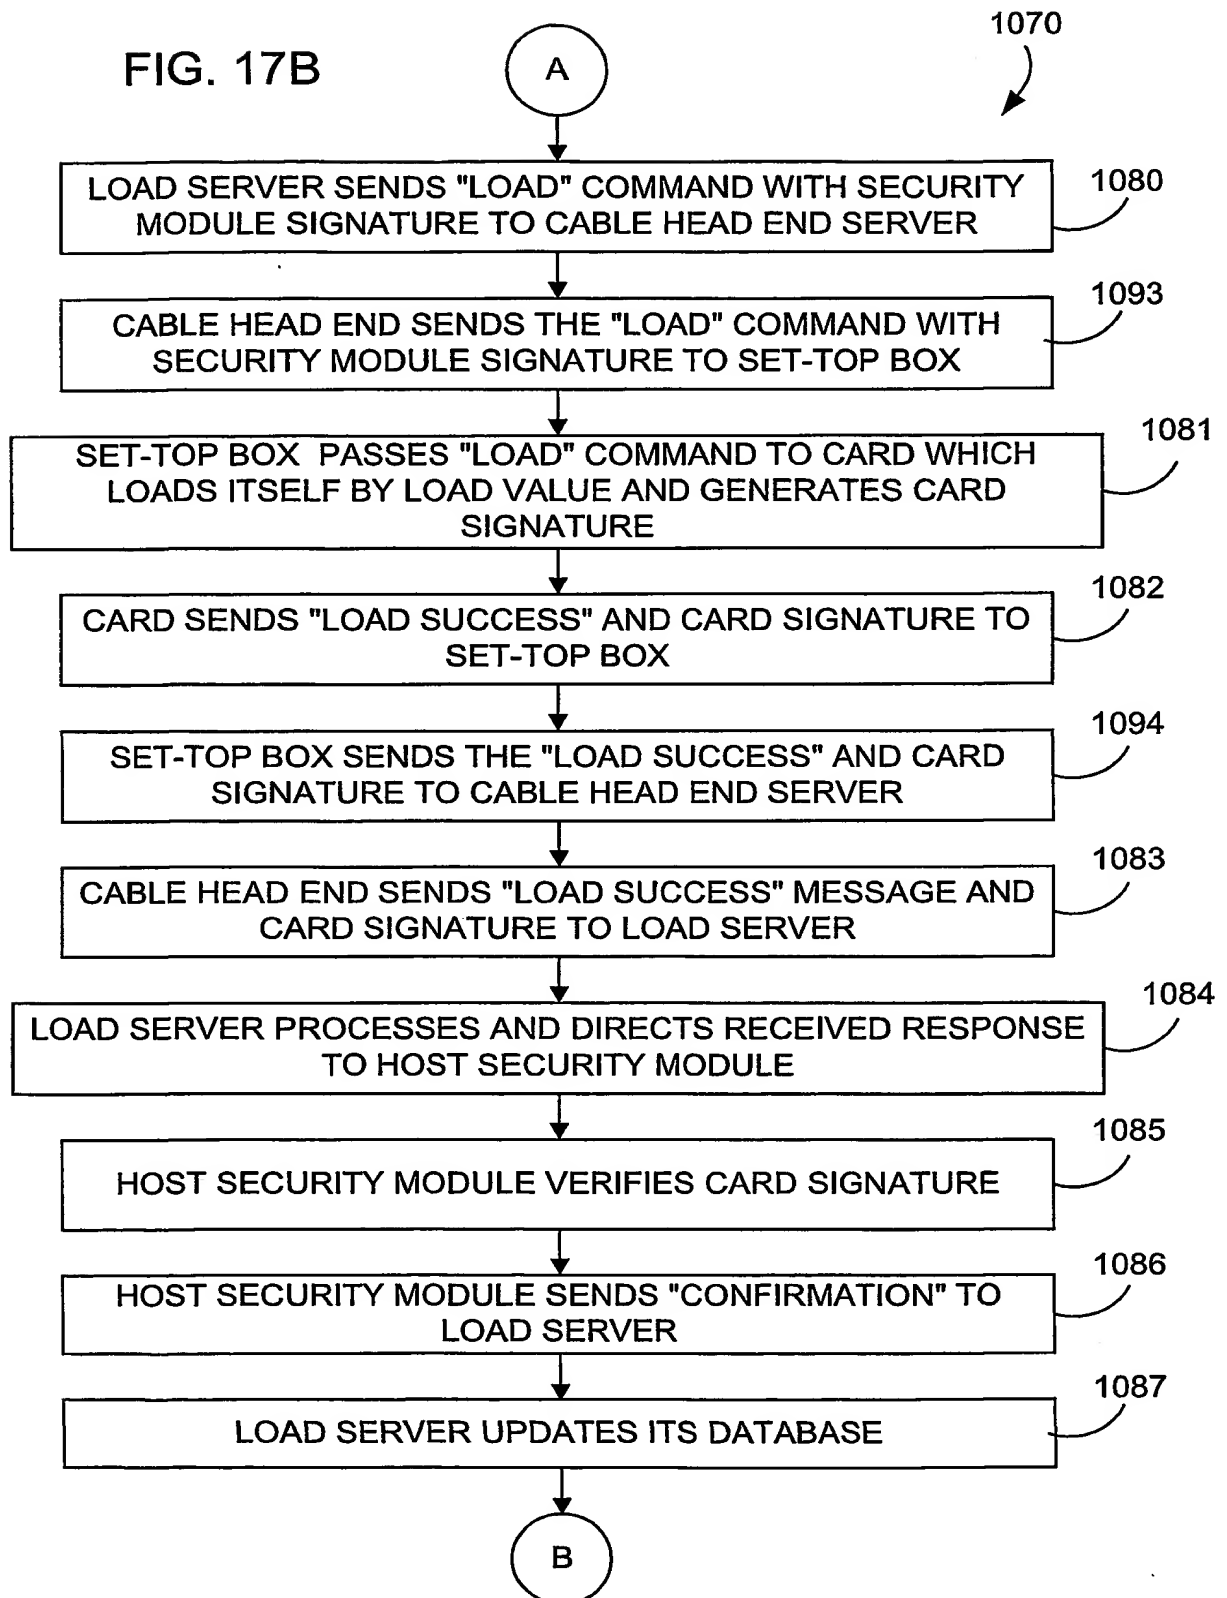 1070
FIG. 17B
A
LOAD SERVER SENDS "LOAD" COMMAND WITH SECURITY
MODULE SIGNATURE TO CABLE HEAD END SERVER
1080
CABLE HEAD END SENDS THE "LOAD" COMMAND WITH
SECURITY MODULE SIGNATURE TO SET-TOP BOX
1093
SET-TOP BOX PASSES "LOAD" COMMAND TO CARD WHICH
LOADS ITSELF BY LOAD VALUE AND GENERATES CARD
SIGNATURE
1081
CARD SENDS "LOAD SUCCESS" AND CARD SIGNATURE TO
SET-TOP BOX
1082
SET-TOP BOX SENDS THE "LOAD SUCCESS" AND CARD
SIGNATURE TO CABLE HEAD END SERVER
1094
CABLE HEAD END SENDS "LOAD SUCCESS" MESSAGE AND
CARD SIGNATURE TO LOAD SERVER
1083
LOAD SERVER PROCESSES AND DIRECTS RECEIVED RESPONSE
TO HOST SECURITY MODULE
1084
HOST SECURITY MODULE VERIFIES CARD SIGNATURE
1085
HOST SECURITY MODULE SENDS "CONFIRMATION" TO
LOAD SERVER
1086
LOAD SERVER UPDATES ITS DATABASE
1087
B